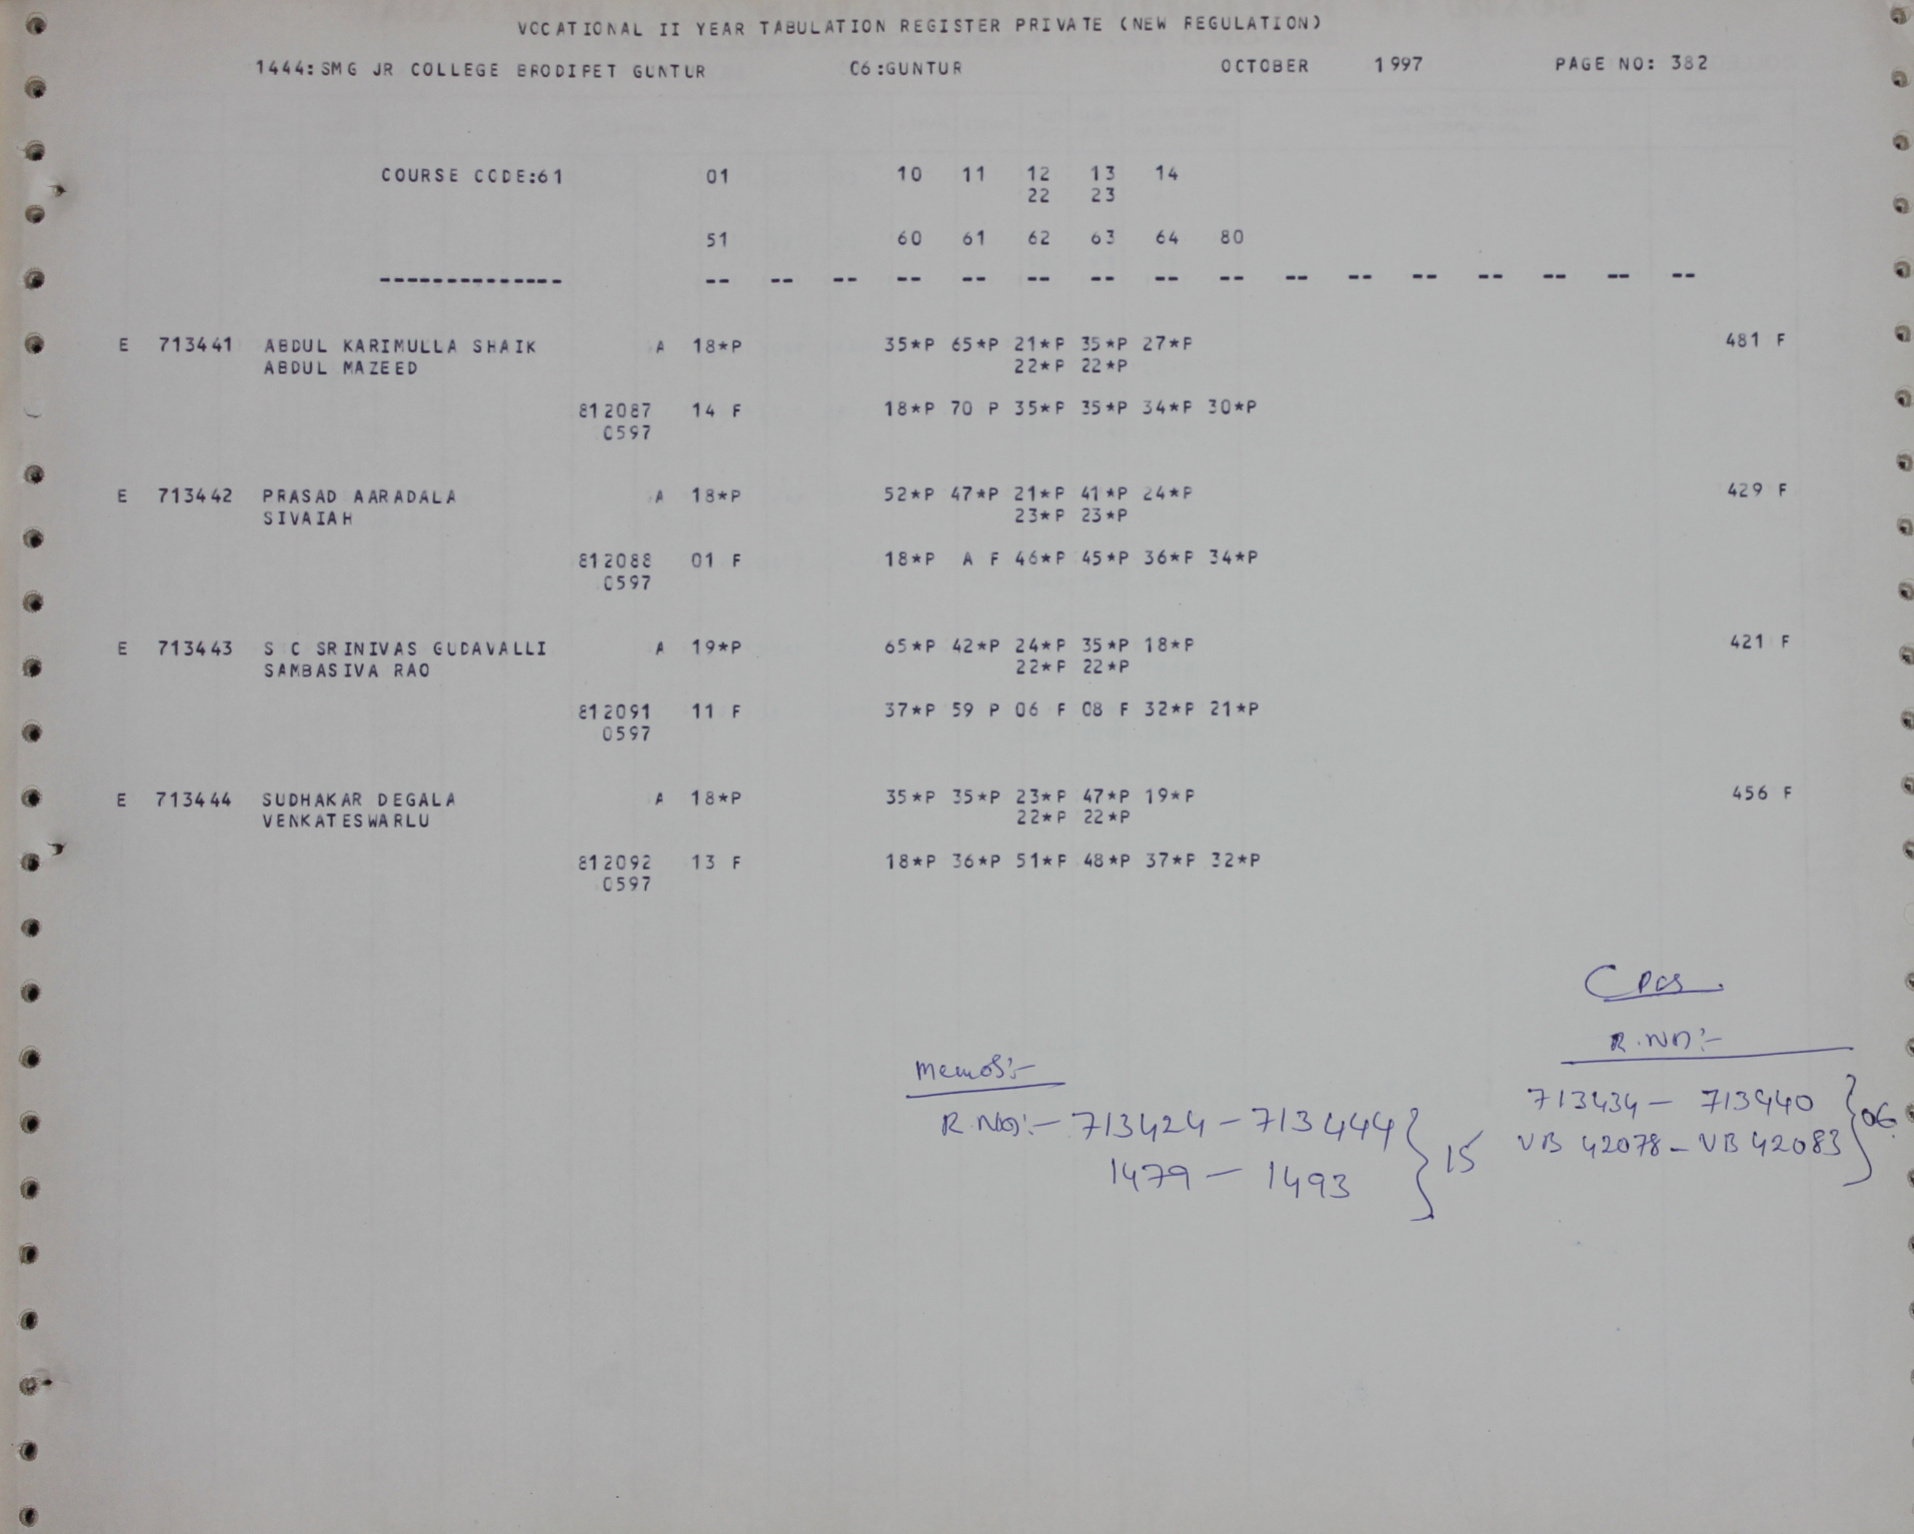 VOCATIONAL II YEAR TABULATION REGISTER PRIVATE (NEW REGULATION)
1444:SMG JR COLLEGE BRODIPET GUNTUR 06:GUNTUR OCTOBER 1997 PAGE NO: 382
COURSE CODE:61 01 10 11 12 13 14
22 23
51 60 61 62 63 64 80
-------------- -- -- -- -- -- -- -- -- -- -- -- -- -- -- -- --
E 713441 ABDUL KARIMULLA SHAIK A 18*P 35*P 65*P 21*P 35*P 27*P 481 F
ABDUL MAZEED 22*P 22*P
812087 14 F 18*P 70 P 35*P 35*P 34*P 30*P
0597
E 713442 PRASAD AARADALA A 18*P 52*P 47*P 21*P 41*P 24*P 429 F
SIVAIAH 23*P 23*P
812088 01 F 18*P A F 46*P 45*P 36*P 34*P
0597
E 713443 S C SRINIVAS GUDAVALLI A 19*P 65*P 42*P 24*P 35*P 18*P 421 F
SAMBASIVA RAO 22*P 22*P
812091 11 F 37*P 59 P 06 F 08 F 32*P 21*P
0597
E 713444 SUDHAKAR DEGALA A 18*P 35*P 35*P 23*P 47*P 19*P 456 F
VENKATESWARLU 22*P 22*P
812092 13 F 18*P 36*P 51*P 48*P 37*P 32*P
0597
Memos:-
R.Nos:- 713424 - 713444
1479 - 1493 } 15
R.NO:-
713434 - 713440
VB 42078 - VB 42083 } 06